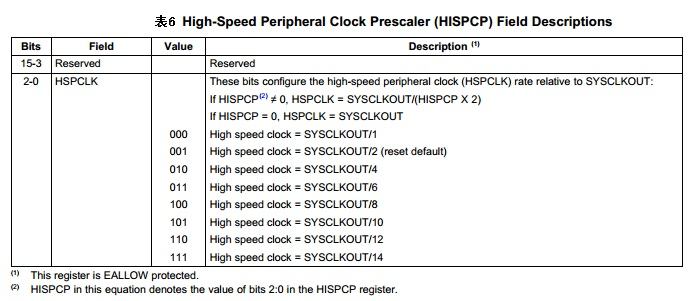 表6 High-Speed Peripheral Clock Prescaler (HISPCP) Field Descriptions
Bits Field Value Description (1)
15-3 Reserved Reserved
2-0 HSPCLK These bits configure the high-speed peripheral clock (HSPCLK) rate relative to SYSCLKOUT:
If HISPCP(2) ≠ 0, HSPCLK = SYSCLKOUT/(HISPCP X 2)
If HISPCP = 0, HSPCLK = SYSCLKOUT
000 High speed clock = SYSCLKOUT/1
001 High speed clock = SYSCLKOUT/2 (reset default)
010 High speed clock = SYSCLKOUT/4
011 High speed clock = SYSCLKOUT/6
100 High speed clock = SYSCLKOUT/8
101 High speed clock = SYSCLKOUT/10
110 High speed clock = SYSCLKOUT/12
111 High speed clock = SYSCLKOUT/14
(1) This register is EALLOW protected.
(2) HISPCP in this equation denotes the value of bits 2:0 in the HISPCP register.